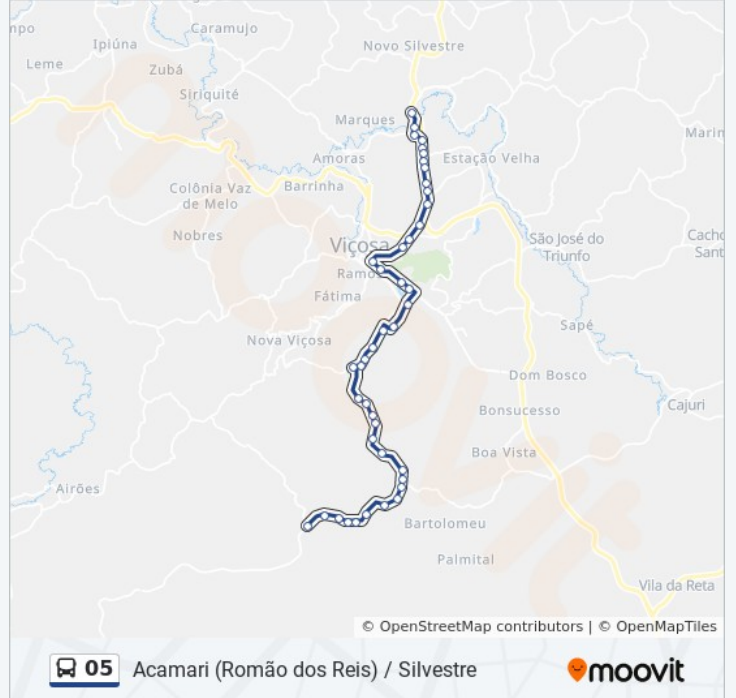 npo
Caramujo
Ipiúna
Novo Silvestre
Leme
Zubá
Siriquité
Marques
Marin
Amoras
Estação Velha
Colônia Vaz
de Melo
Barrinha
Nobres
Viçosa
São José do
Triunfo
Cacho
Sant
Ramo
Fátima
Sapé
Nova Viçosa
Dom Bosco
Cajuri
Bonsucesso
Boa Vista
Airões
Bartolomeu
Palmital
Vila da Reta
© OpenStreetMap contributors | © OpenMapTiles
05 Acamari (Romão dos Reis) / Silvestre
moovit